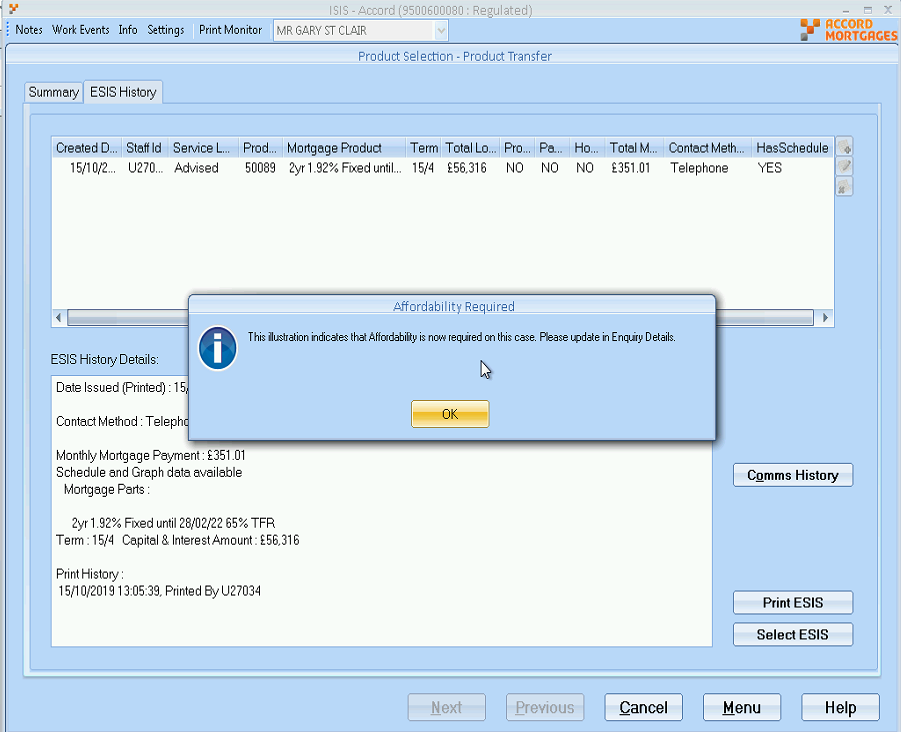 ISIS - Accord (9500600080 : Regulated)
Notes Work Events Info Settings Print Monitor MR GARY ST CLAIR
ACCORD
MORTGAGES
Product Selection - Product Transfer
Summary ESIS History
Created D... Staff Id Service L... Prod... Mortgage Product Term Total Lo... Pro... Pa... Ho... Total M... Contact Meth... HasSchedule
15/10/2... U270... Advised 50089 2yr 1.92% Fixed until... 15/4 £56,316 NO NO NO £351.01 Telephone YES
Affordability Required
This illustration indicates that Affordability is now required on this case. Please update in Enquiry Details.
OK
ESIS History Details:
Date Issued (Printed) : 15/
Contact Method : Telepho
Monthly Mortgage Payment : £351.01
Schedule and Graph data available
Mortgage Parts :
2yr 1.92% Fixed until 28/02/22 65% TFR
Term : 15/4 Capital & Interest Amount : £56,316
Print History :
15/10/2019 13:05:39, Printed By U27034
Comms History
Print ESIS
Select ESIS
Next Previous Cancel Menu Help